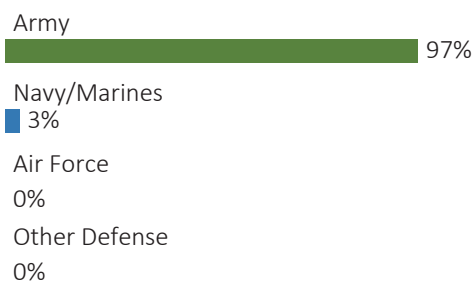 Army
97%
Navy/Marines
3%
Air Force
0%
Other Defense
0%